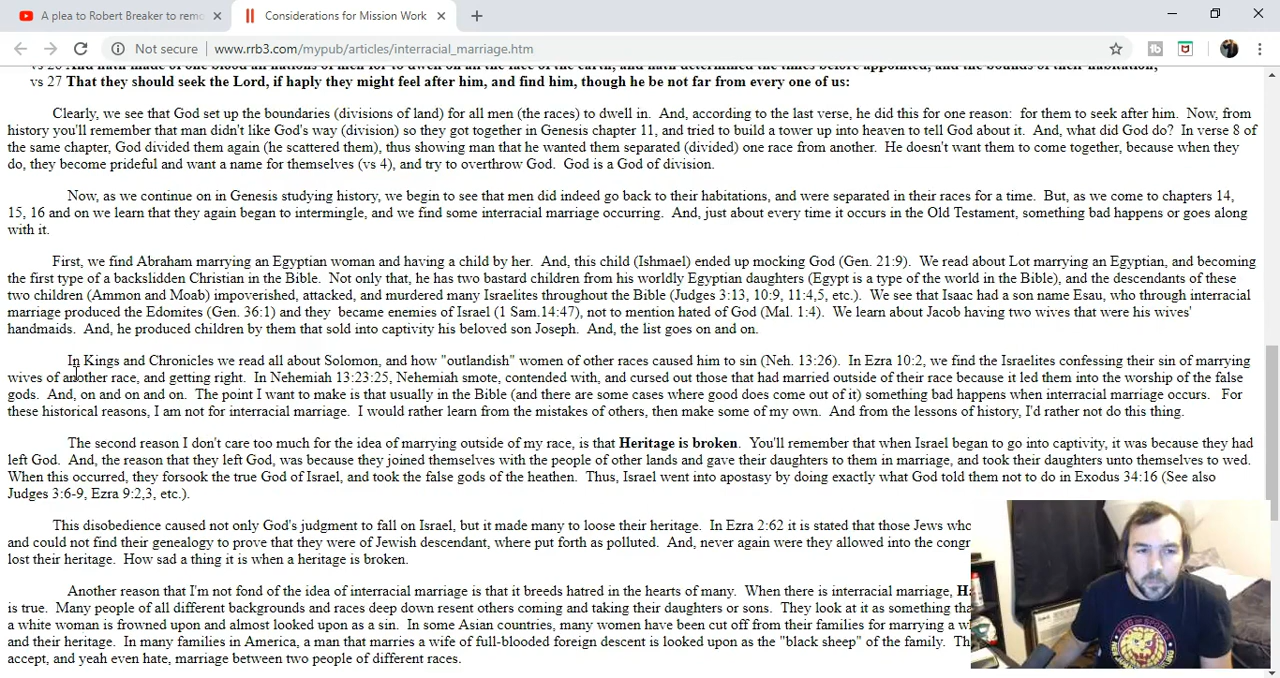 A plea to Robert Breaker to remo
Considerations for Mission Work
Not secure
www.rrb3.com/mypub/articles/interracial_marriage.htm
vs 27 That they should seek the Lord, if haply they might feel after him, and find him, though he be not far from every one of us:
Clearly, we see that God set up the boundaries (divisions of land) for all men (the races) to dwell in. And, according to the last verse, he did this for one reason: for them to seek after him. Now, from
history you'll remember that man didn't like God's way (division) so they got together in Genesis chapter 11, and tried to build a tower up into heaven to tell God about it. And, what did God do? In verse 8 of
the same chapter, God divided them again (he scattered them), thus showing man that he wanted them separated (divided) one race from another. He doesn't want them to come together, because when they
do, they become prideful and want a name for themselves (vs 4), and try to overthrow God. God is a God of division.
Now, as we continue on in Genesis studying history, we begin to see that men did indeed go back to their habitations, and were separated in their races for a time. But, as we come to chapters 14,
15, 16 and on we learn that they again began to intermingle, and we find some interracial marriage occurring. And, just about every time it occurs in the Old Testament, something bad happens or goes along
with it.
First, we find Abraham marrying an Egyptian woman and having a child by her. And, this child (Ishmael) ended up mocking God (Gen. 21:9). We read about Lot marrying an Egyptian, and becoming
the first type of a backslidden Christian in the Bible. Not only that, he has two bastard children from his worldly Egyptian daughters (Egypt is a type of the world in the Bible), and the descendants of these
two children (Ammon and Moab) impoverished, attacked, and murdered many Israelites throughout the Bible (Judges 3:13, 10:9, 11:4,5, etc.). We see that Isaac had a son name Esau, who through interracial
marriage produced the Edomites (Gen. 36:1) and they became enemies of Israel (1 Sam.14:47), not to mention hated of God (Mal. 1:4). We learn about Jacob having two wives that were his wives'
handmaids. And, he produced children by them that sold into captivity his beloved son Joseph. And, the list goes on and on.
In Kings and Chronicles we read all about Solomon, and how "outlandish" women of other races caused him to sin (Neh. 13:26). In Ezra 10:2, we find the Israelites confessing their sin of marrying
wives of another race, and getting right. In Nehemiah 13:23:25, Nehemiah smote, contended with, and cursed out those that had married outside of their race because it led them into the worship of the false
gods. And, on and on and on. The point I want to make is that usually in the Bible (and there are some cases where good does come out of it) something bad happens when interracial marriage occurs. For
these historical reasons, I am not for interracial marriage. I would rather learn from the mistakes of others, then make some of my own. And from the lessons of history, I'd rather not do this thing.
The second reason I don't care too much for the idea of marrying outside of my race, is that Heritage is broken. You'll remember that when Israel began to go into captivity, it was because they had
left God. And, the reason that they left God, was because they joined themselves with the people of other lands and gave their daughters to them in marriage, and took their daughters unto themselves to wed.
When this occurred, they forsook the true God of Israel, and took the false gods of the heathen. Thus, Israel went into apostasy by doing exactly what God told them not to do in Exodus 34:16 (See also
Judges 3:6-9, Ezra 9:2,3, etc.).
This disobedience caused not only God's judgment to fall on Israel, but it made many to loose their heritage. In Ezra 2:62 it is stated that those Jews who
and could not find their genealogy to prove that they were of Jewish descendant, where put forth as polluted. And, never again were they allowed into the congr
lost their heritage. How sad a thing it is when a heritage is broken.
Another reason that I'm not fond of the idea of interracial marriage is that it breeds hatred in the hearts of many. When there is interracial marriage,
is true. Many people of all different backgrounds and races deep down resent others coming and taking their daughters or sons. They look at it as something tha
a white woman is frowned upon and almost looked upon as a sin. In some Asian countries, many women have been cut off from their families for marrying a w
and their heritage. In many families in America, a man that marries a wife of full-blooded foreign descent is looked upon as the "black sheep" of the family. Th
accept, and yeah even hate, marriage between two people of different races.